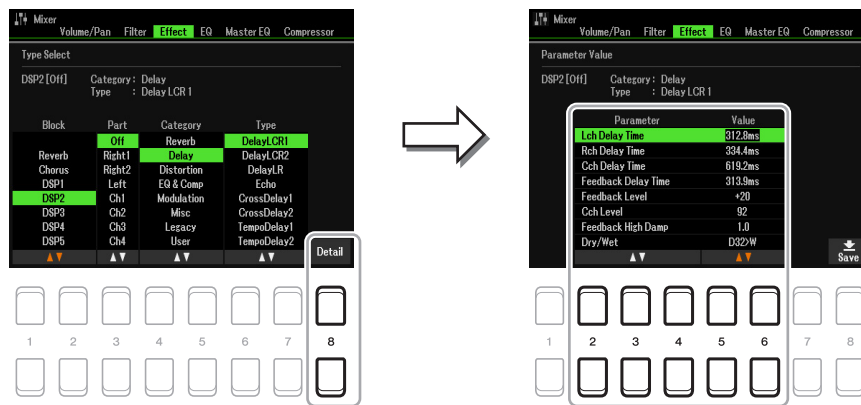 Mixer
Volume/Pan Filter Effect EQ Master EQ Compressor
Type Select
DSP2 [Off] Category : Delay
Type : Delay LCR 1
Block Part Category Type
Off Reverb DelayLCR1
Reverb Right1 Delay DelayLCR2
Chorus Right2 Distortion DelayLR
DSP1 Left EQ & Comp Echo
DSP2 Ch1 Modulation CrossDelay1
DSP3 Ch2 Misc CrossDelay2
DSP4 Ch3 Legacy TempoDelay1
DSP5 Ch4 User TempoDelay2
Detail
1 2 3 4 5 6 7 8
Mixer
Volume/Pan Filter Effect EQ Master EQ Compressor
Parameter Value
DSP2 [Off] Category : Delay
Type : Delay LCR 1
Parameter Value
Lch Delay Time 312.8ms
Rch Delay Time 334.4ms
Cch Delay Time 619.2ms
Feedback Delay Time 313.9ms
Feedback Level +20
Cch Level 92
Feedback High Damp 1.0
Dry/Wet D32>W
Save
1 2 3 4 5 6 7 8